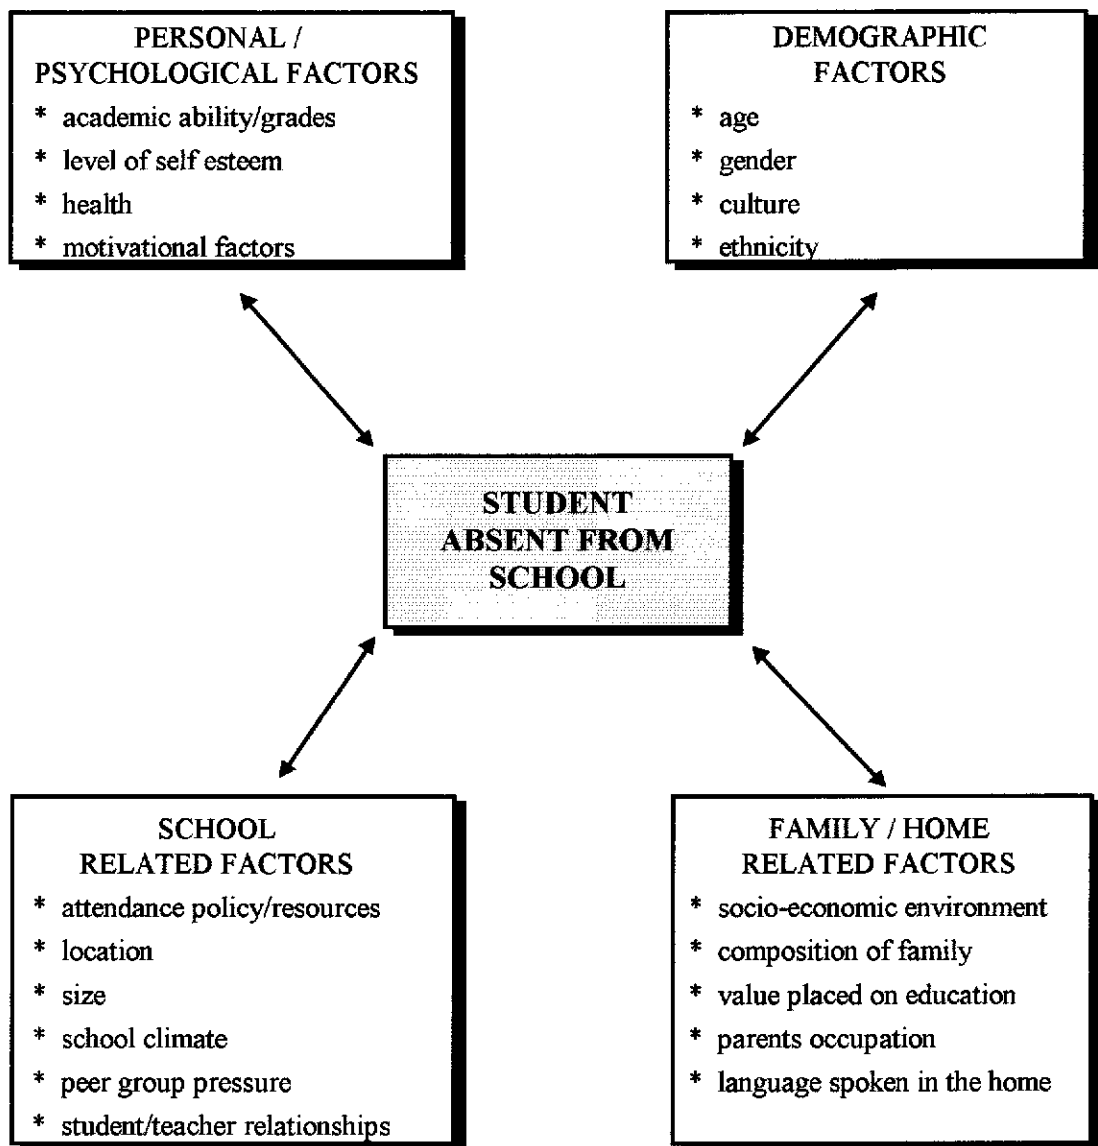 PERSONAL /
PSYCHOLOGICAL FACTORS
* academic ability/grades
* level of self esteem
* health
* motivational factors
DEMOGRAPHIC
FACTORS
* age
* gender
* culture
* ethnicity
STUDENT
ABSENT FROM
SCHOOL
SCHOOL
RELATED FACTORS
* attendance policy/resources
* location
* size
* school climate
* peer group pressure
* student/teacher relationships
FAMILY / HOME
RELATED FACTORS
* socio-economic environment
* composition of family
* value placed on education
* parents occupation
* language spoken in the home